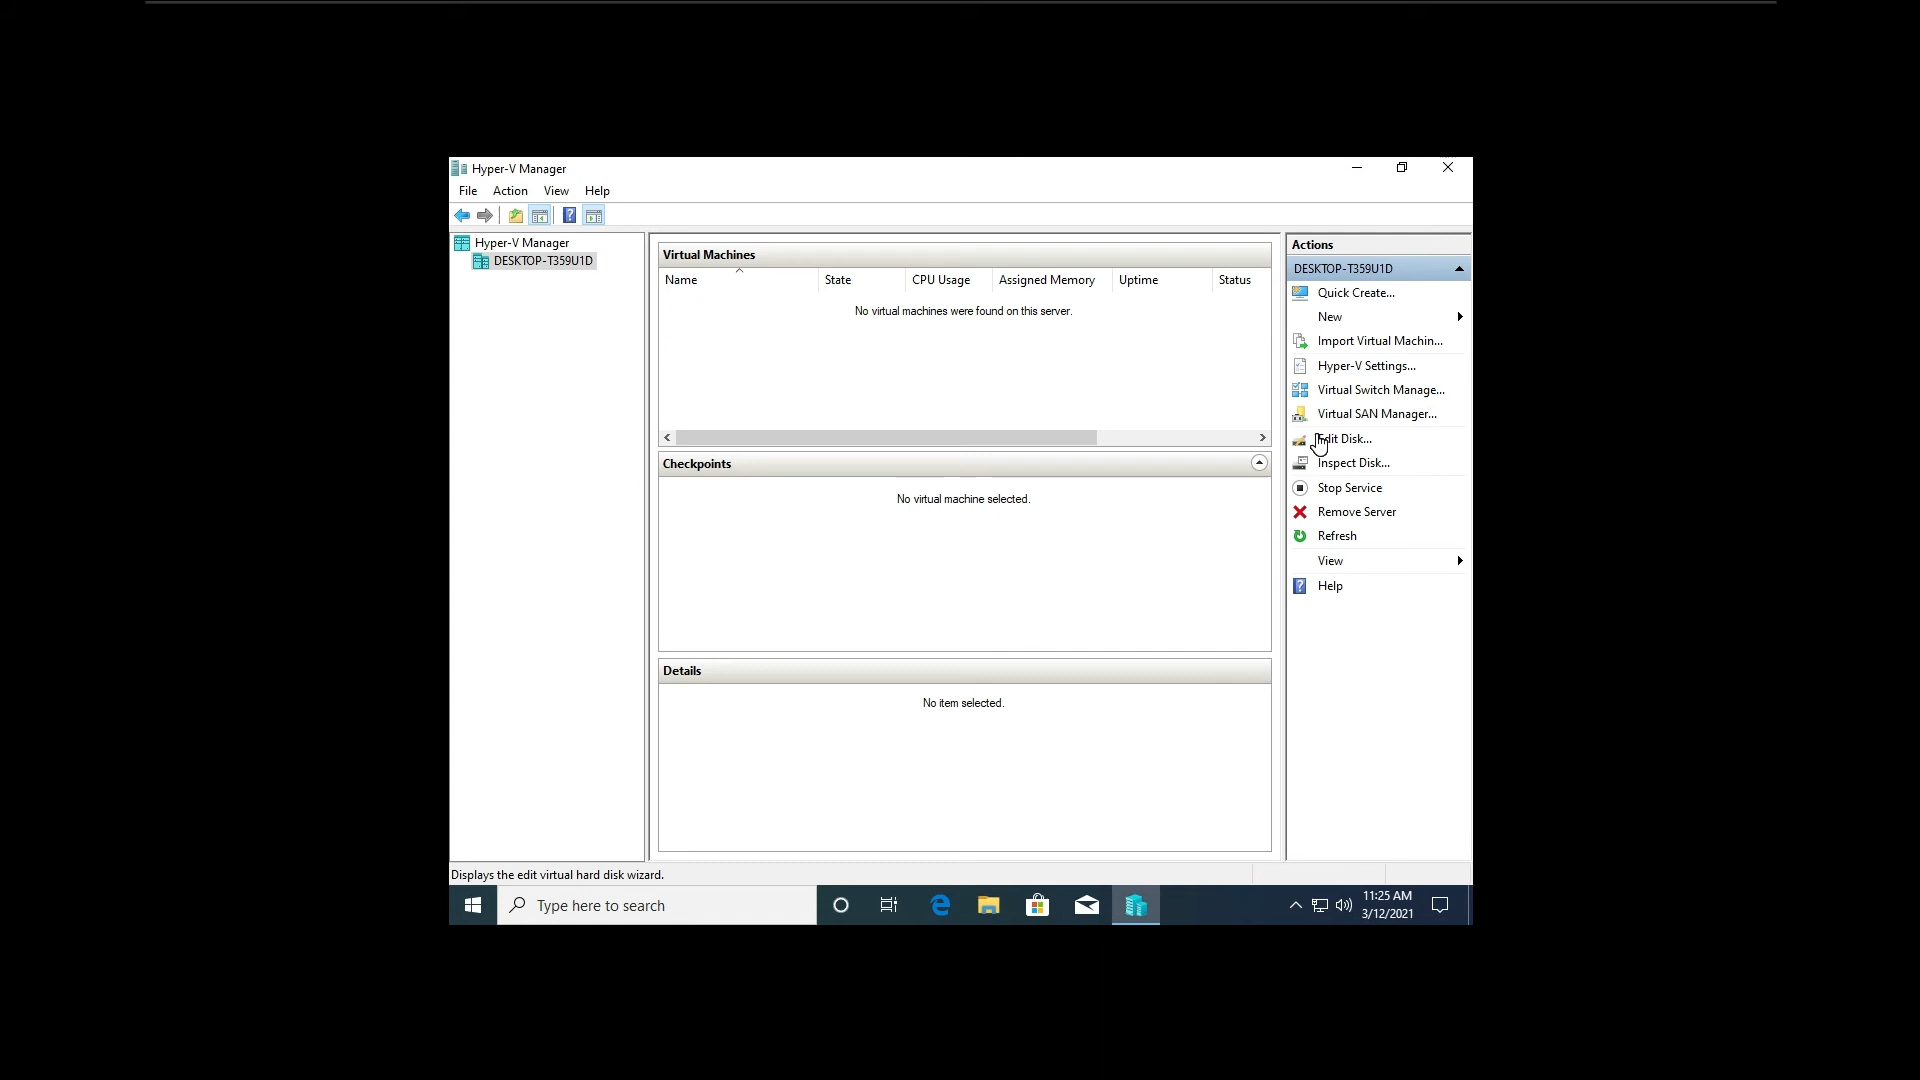 Hyper-V Manager
File Action View Help
Hyper-V Manager
DESKTOP-T359U1D
Virtual Machines
Name State CPU Usage Assigned Memory Uptime Status
No virtual machines were found on this server.
Checkpoints
No virtual machine selected.
Details
No item selected.
Actions
DESKTOP-T359U1D
Quick Create...
New
Import Virtual Machin...
Hyper-V Settings...
Virtual Switch Manage...
Virtual SAN Manager...
Edit Disk...
Inspect Disk...
Stop Service
Remove Server
Refresh
View
Help
Displays the edit virtual hard disk wizard.
Type here to search
11:25 AM
3/12/2021